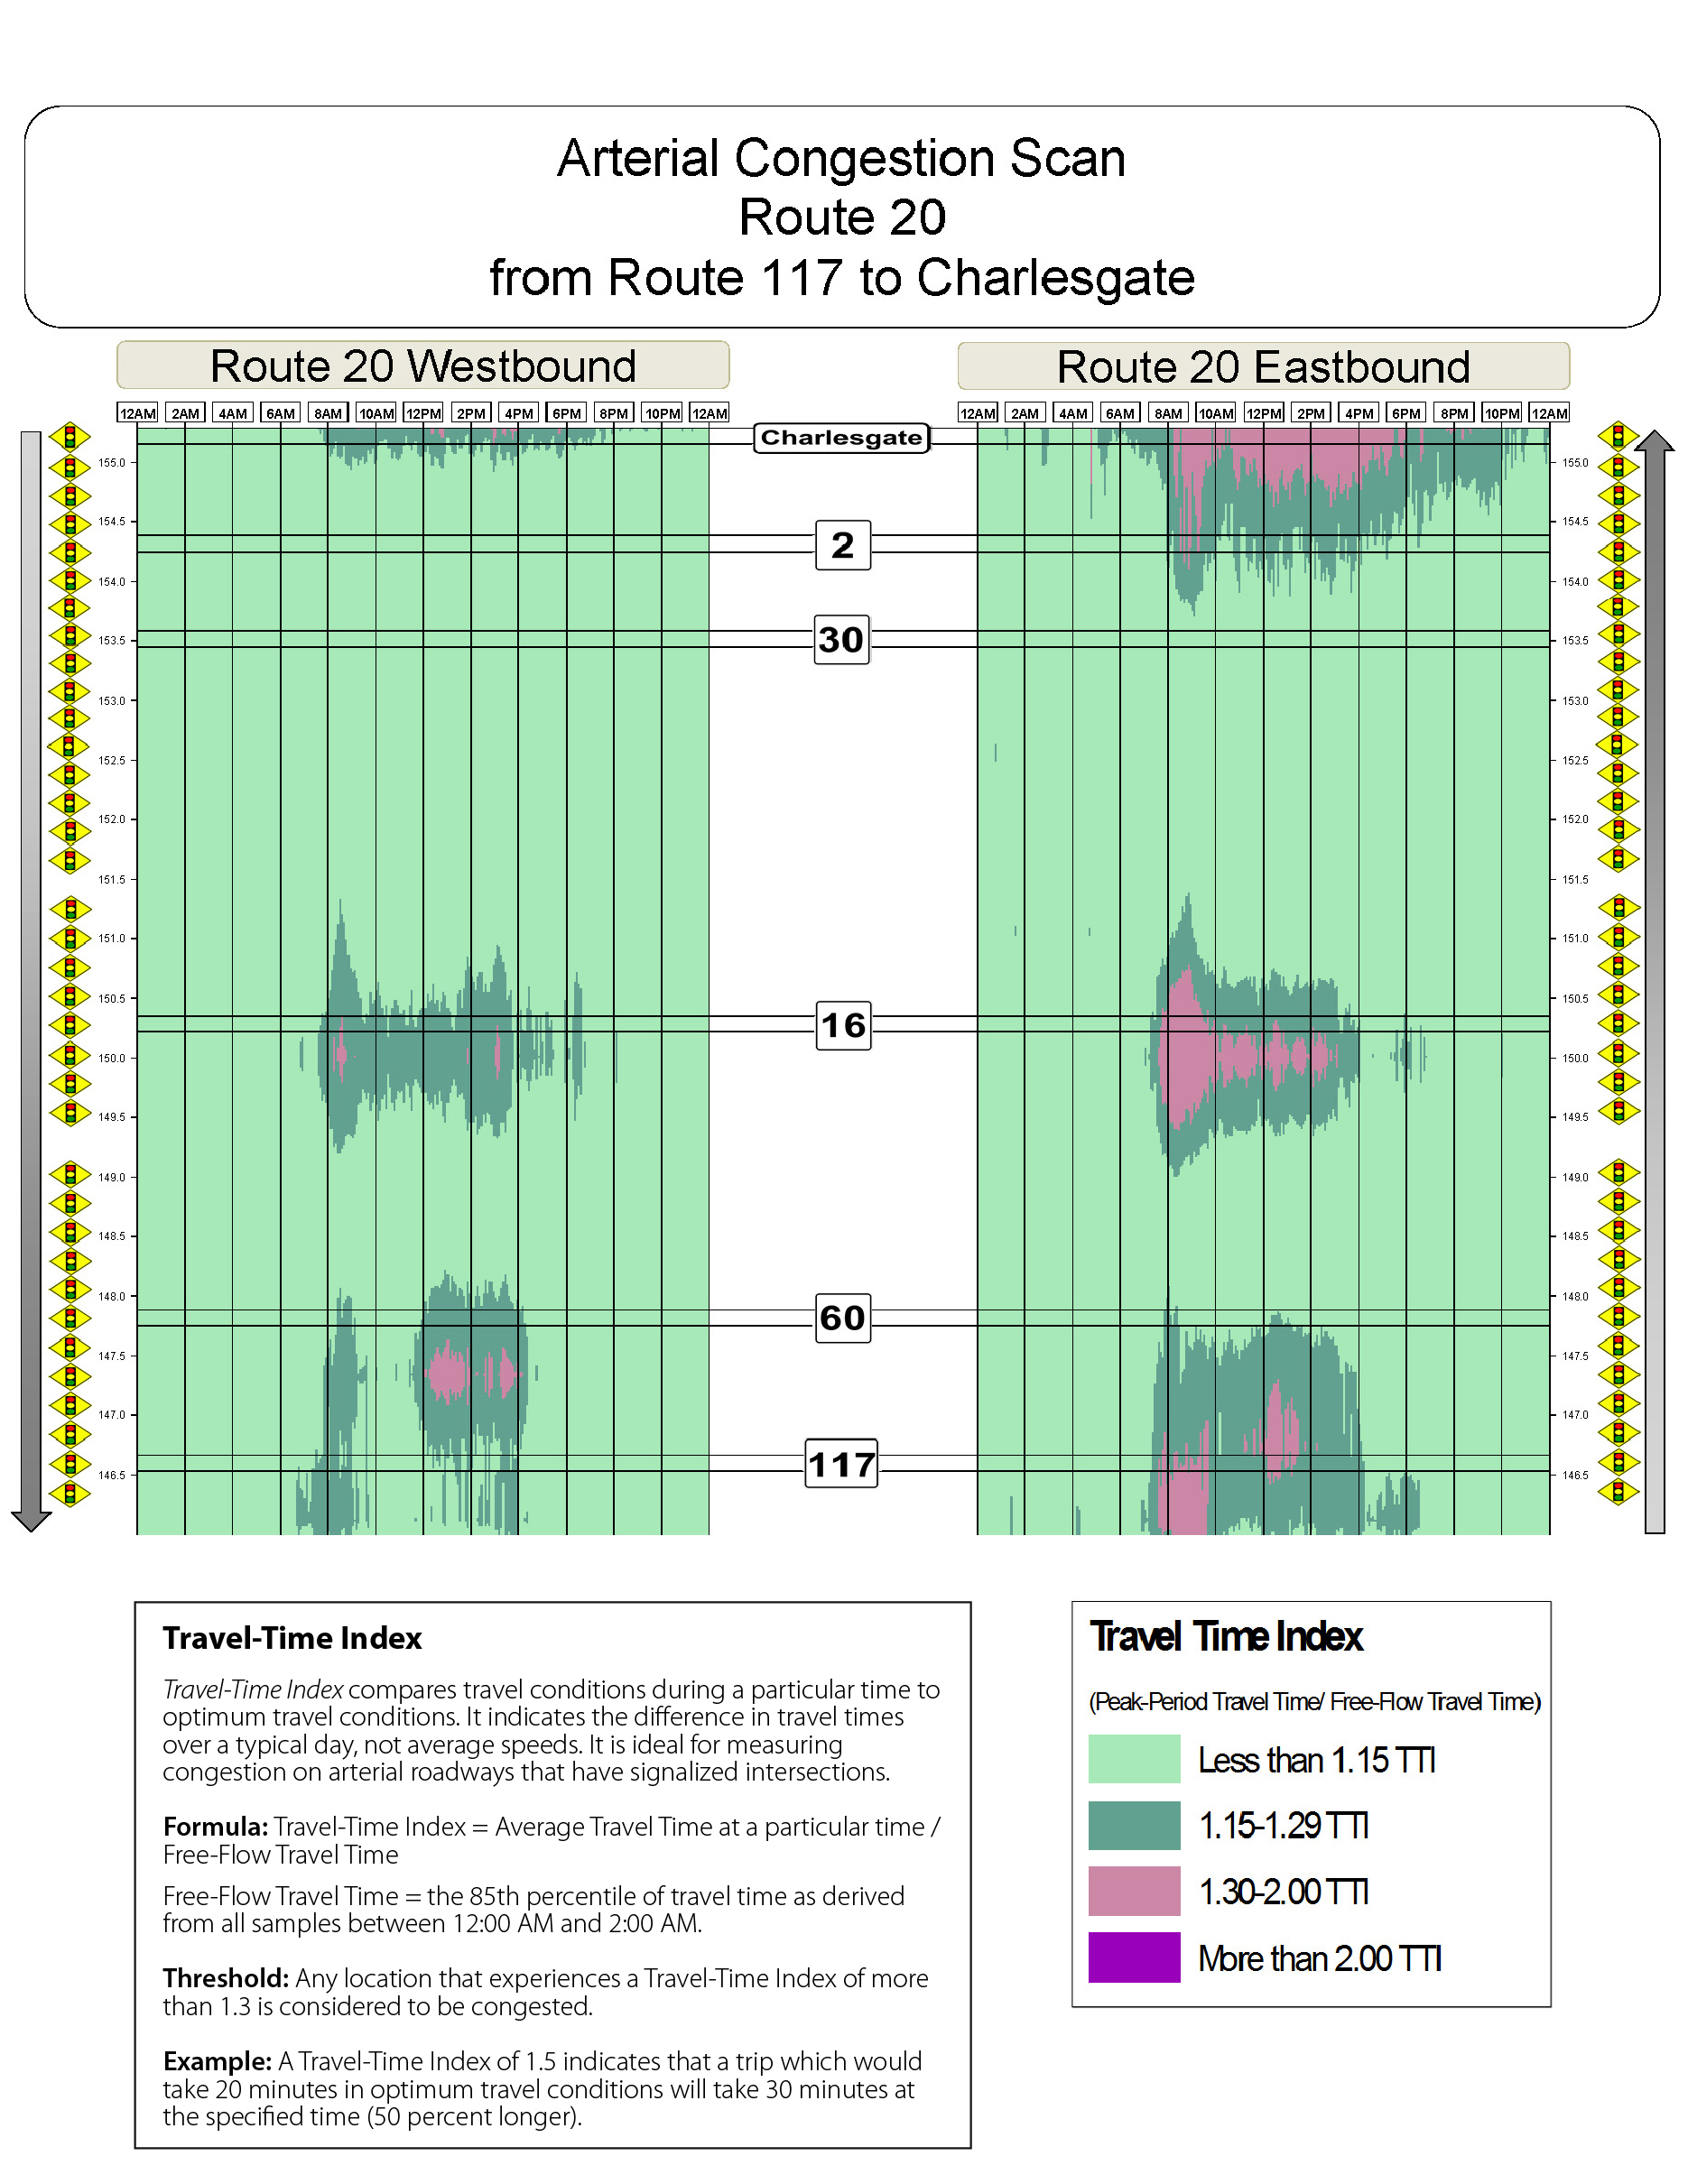 Arterial Congestion Scan
Route 20
from Route 117 to Charlesgate
Route 20 Westbound
Route 20 Eastbound
12AM 2AM 4AM 6AM 8AM 10AM 12PM 2PM 4PM 6PM 8PM 10PM 12AM
12AM 2AM 4AM 6AM 8AM 10AM 12PM 2PM 4PM 6PM 8PM 10PM 12AM
Charlesgate
155.0 155.0
154.5 154.5
2
154.0 154.0
153.5 30 153.5
153.0 153.0
152.5 152.5
152.0 152.0
151.5 151.5
151.0 151.0
150.5 150.5
16
150.0 150.0
149.5 149.5
149.0 149.0
148.5 148.5
148.0 148.0
60
147.5 147.5
147.0 147.0
117
146.5 146.5
Travel-Time Index
Travel-Time Index compares travel conditions during a particular time to
optimum travel conditions. It indicates the difference in travel times
over a typical day, not average speeds. It is ideal for measuring
congestion on arterial roadways that have signalized intersections.
Formula: Travel-Time Index = Average Travel Time at a particular time /
Free-Flow Travel Time
Free-Flow Travel Time = the 85th percentile of travel time as derived
from all samples between 12:00 AM and 2:00 AM.
Threshold: Any location that experiences a Travel-Time Index of more
than 1.3 is considered to be congested.
Example: A Travel-Time Index of 1.5 indicates that a trip which would
take 20 minutes in optimum travel conditions will take 30 minutes at
the specified time (50 percent longer).
Travel Time Index
(Peak-Period Travel Time/ Free-Flow Travel Time)
Less than 1.15 TTI
1.15-1.29 TTI
1.30-2.00 TTI
More than 2.00 TTI